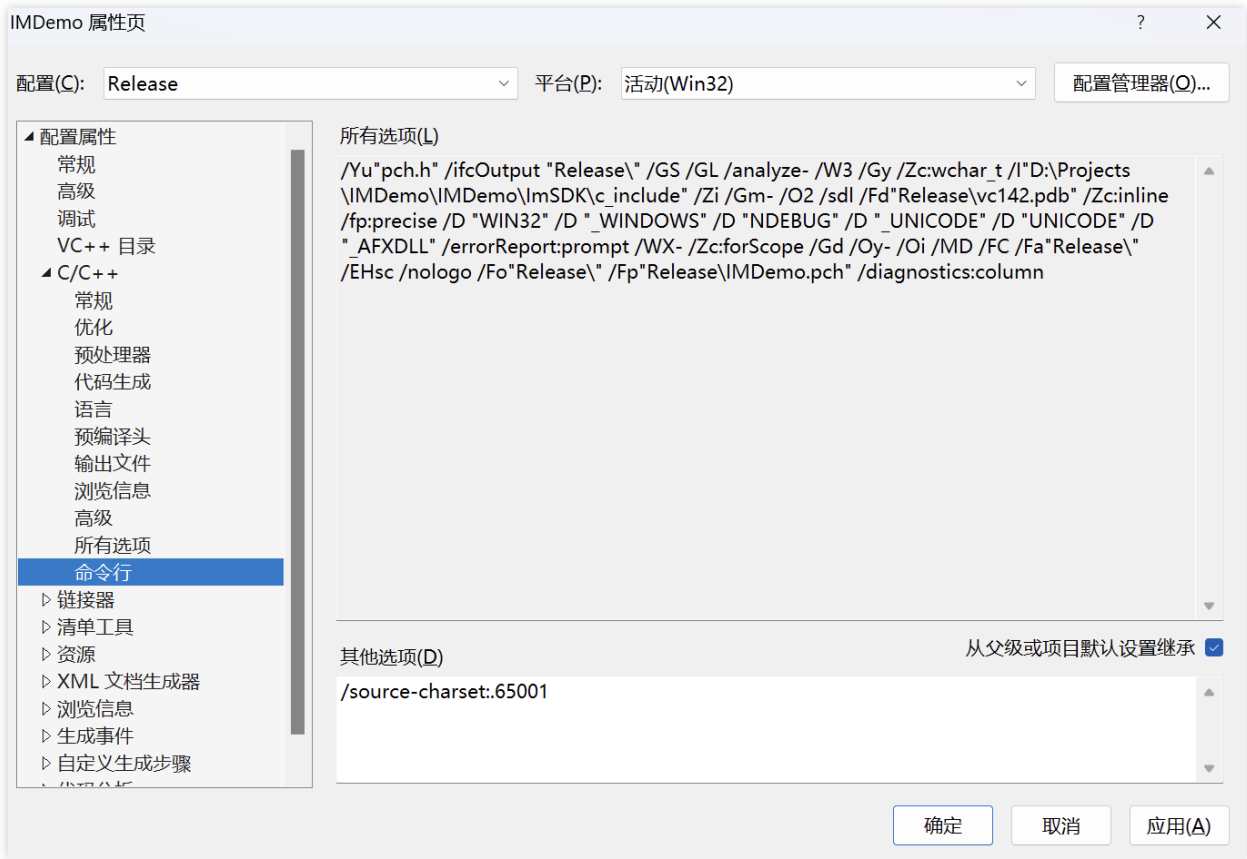 IMDemo 属性页
?
配置(C):
Release
平台(P):
活动(Win32)
配置管理器(O)...
配置属性
常规
高级
调试
VC++ 目录
C/C++
常规
优化
预处理器
代码生成
语言
预编译头
输出文件
浏览信息
高级
所有选项
命令行
链接器
清单工具
资源
XML 文档生成器
浏览信息
生成事件
自定义生成步骤
代码分析
所有选项(L)
/Yu"pch.h" /ifcOutput "Release\" /GS /GL /analyze- /W3 /Gy /Zc:wchar_t /I"D:\Projects
\IMDemo\IMDemo\ImSDK\c_include" /Zi /Gm- /O2 /sdl /Fd"Release\vc142.pdb" /Zc:inline
/fp:precise /D "WIN32" /D "_WINDOWS" /D "NDEBUG" /D "_UNICODE" /D "UNICODE" /D
"_AFXDLL" /errorReport:prompt /WX- /Zc:forScope /Gd /Oy- /Oi /MD /FC /Fa"Release\"
/EHsc /nologo /Fo"Release\" /Fp"Release\IMDemo.pch" /diagnostics:column
其他选项(D)
从父级或项目默认设置继承
/source-charset:.65001
确定
取消
应用(A)